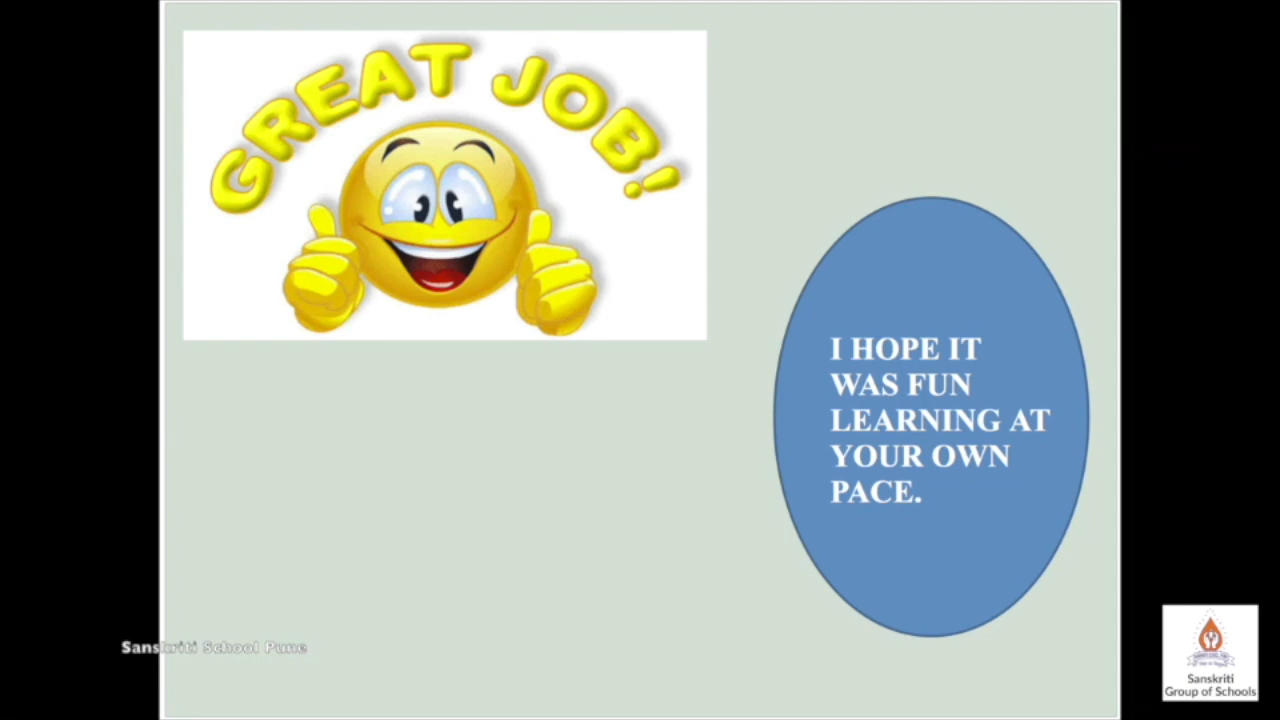 GREAT JOB!
I HOPE IT
WAS FUN
LEARNING AT
YOUR OWN
PACE.
Sanskriti School Pune
Sanskriti
Group of Schools